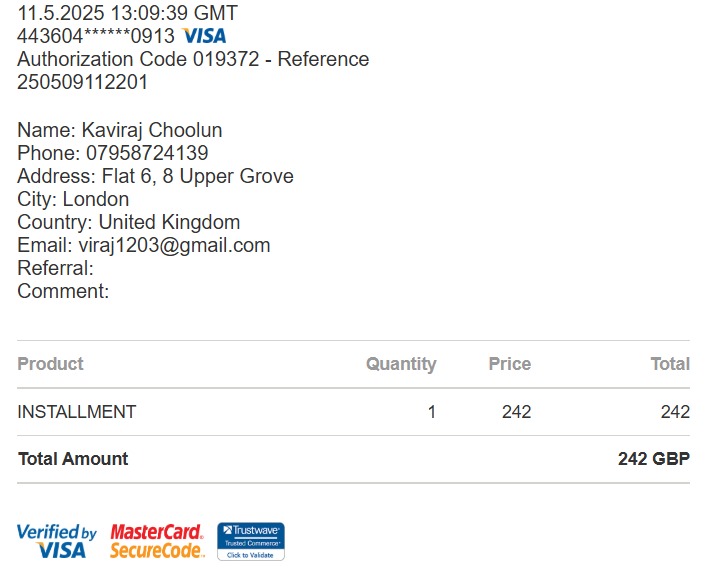 11.5.2025 13:09:39 GMT
443604******0913 VISA
Authorization Code 019372 - Reference
250509112201
Name: Kaviraj Choolun
Phone: 07958724139
Address: Flat 6, 8 Upper Grove
City: London
Country: United Kingdom
Email: viraj1203@gmail.com
Referral:
Comment:
Product Quantity Price Total
INSTALLMENT 1 242 242
Total Amount 242 GBP
Verified by VISA
MasterCard. SecureCode.
Trustwave Trusted Commerce Click to Validate